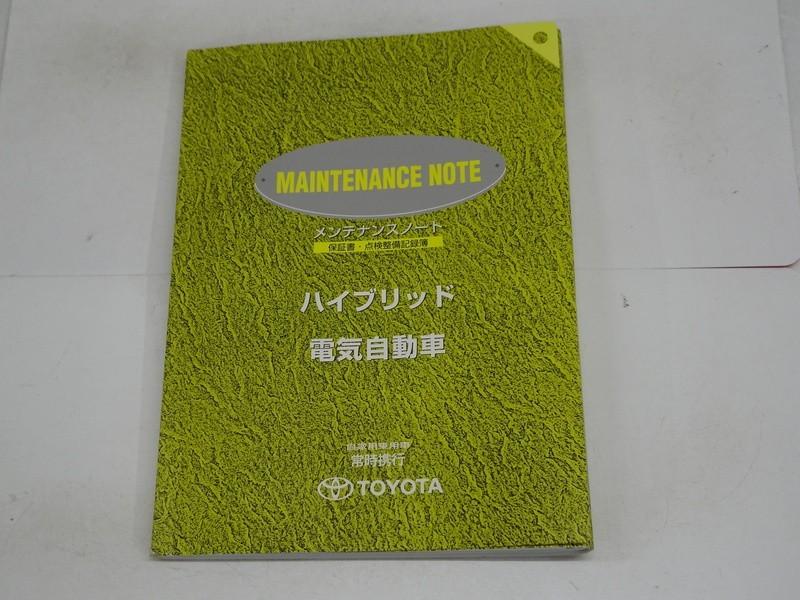 MAINTENANCE NOTE
メンテナンスノート
保証書・点検整備記録簿
ハイブリッド
電気自動車
自家用乗用車
常時携行
TOYOTA